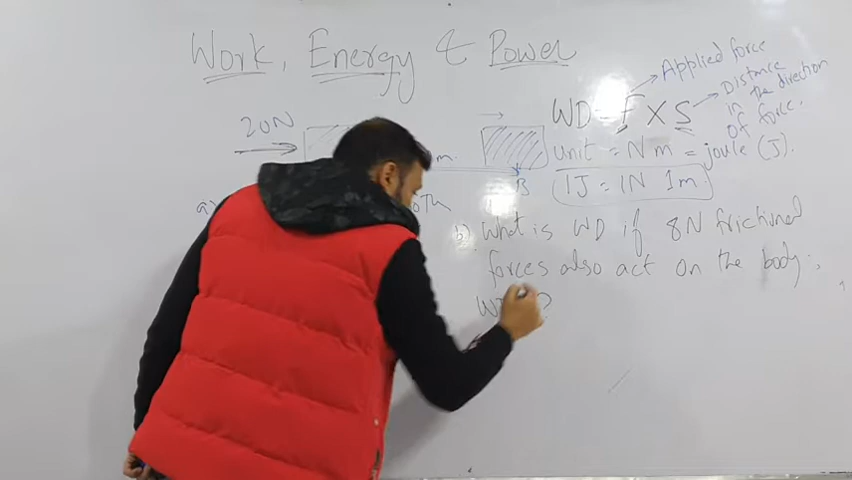 Work, Energy & Power
Applied force
Distance
in the direction
of force.
20N
WD = F X S
m.
B
unit = N m = joule (J).
1J = 1N 1m
b) What is WD if 8N frictional
forces also act on the body.